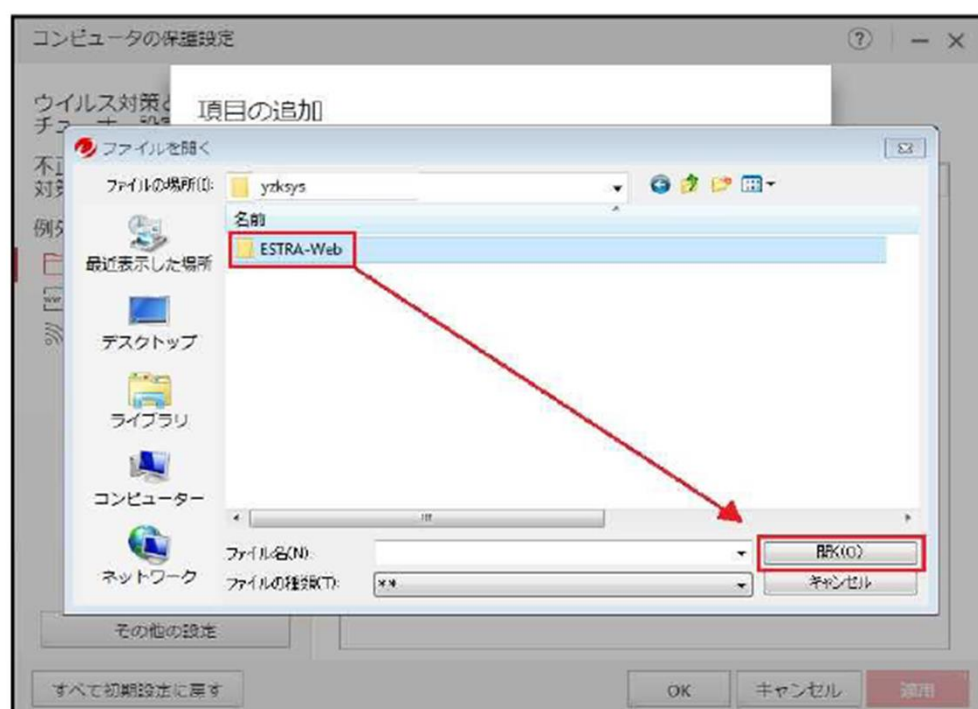 コンピュータの保護設定
ウイルス対策と
項目の追加
ファイルを開く
ファイルの場所(I):
yzksys
名前
ESTRA-Web
最近表示した場所
デスクトップ
ライブラリ
コンピューター
ネットワーク
ファイル名(N):
開く(O)
ファイルの種類(T):
*.*
キャンセル
その他の設定
すべて初期設定に戻す
OK
キャンセル
適用